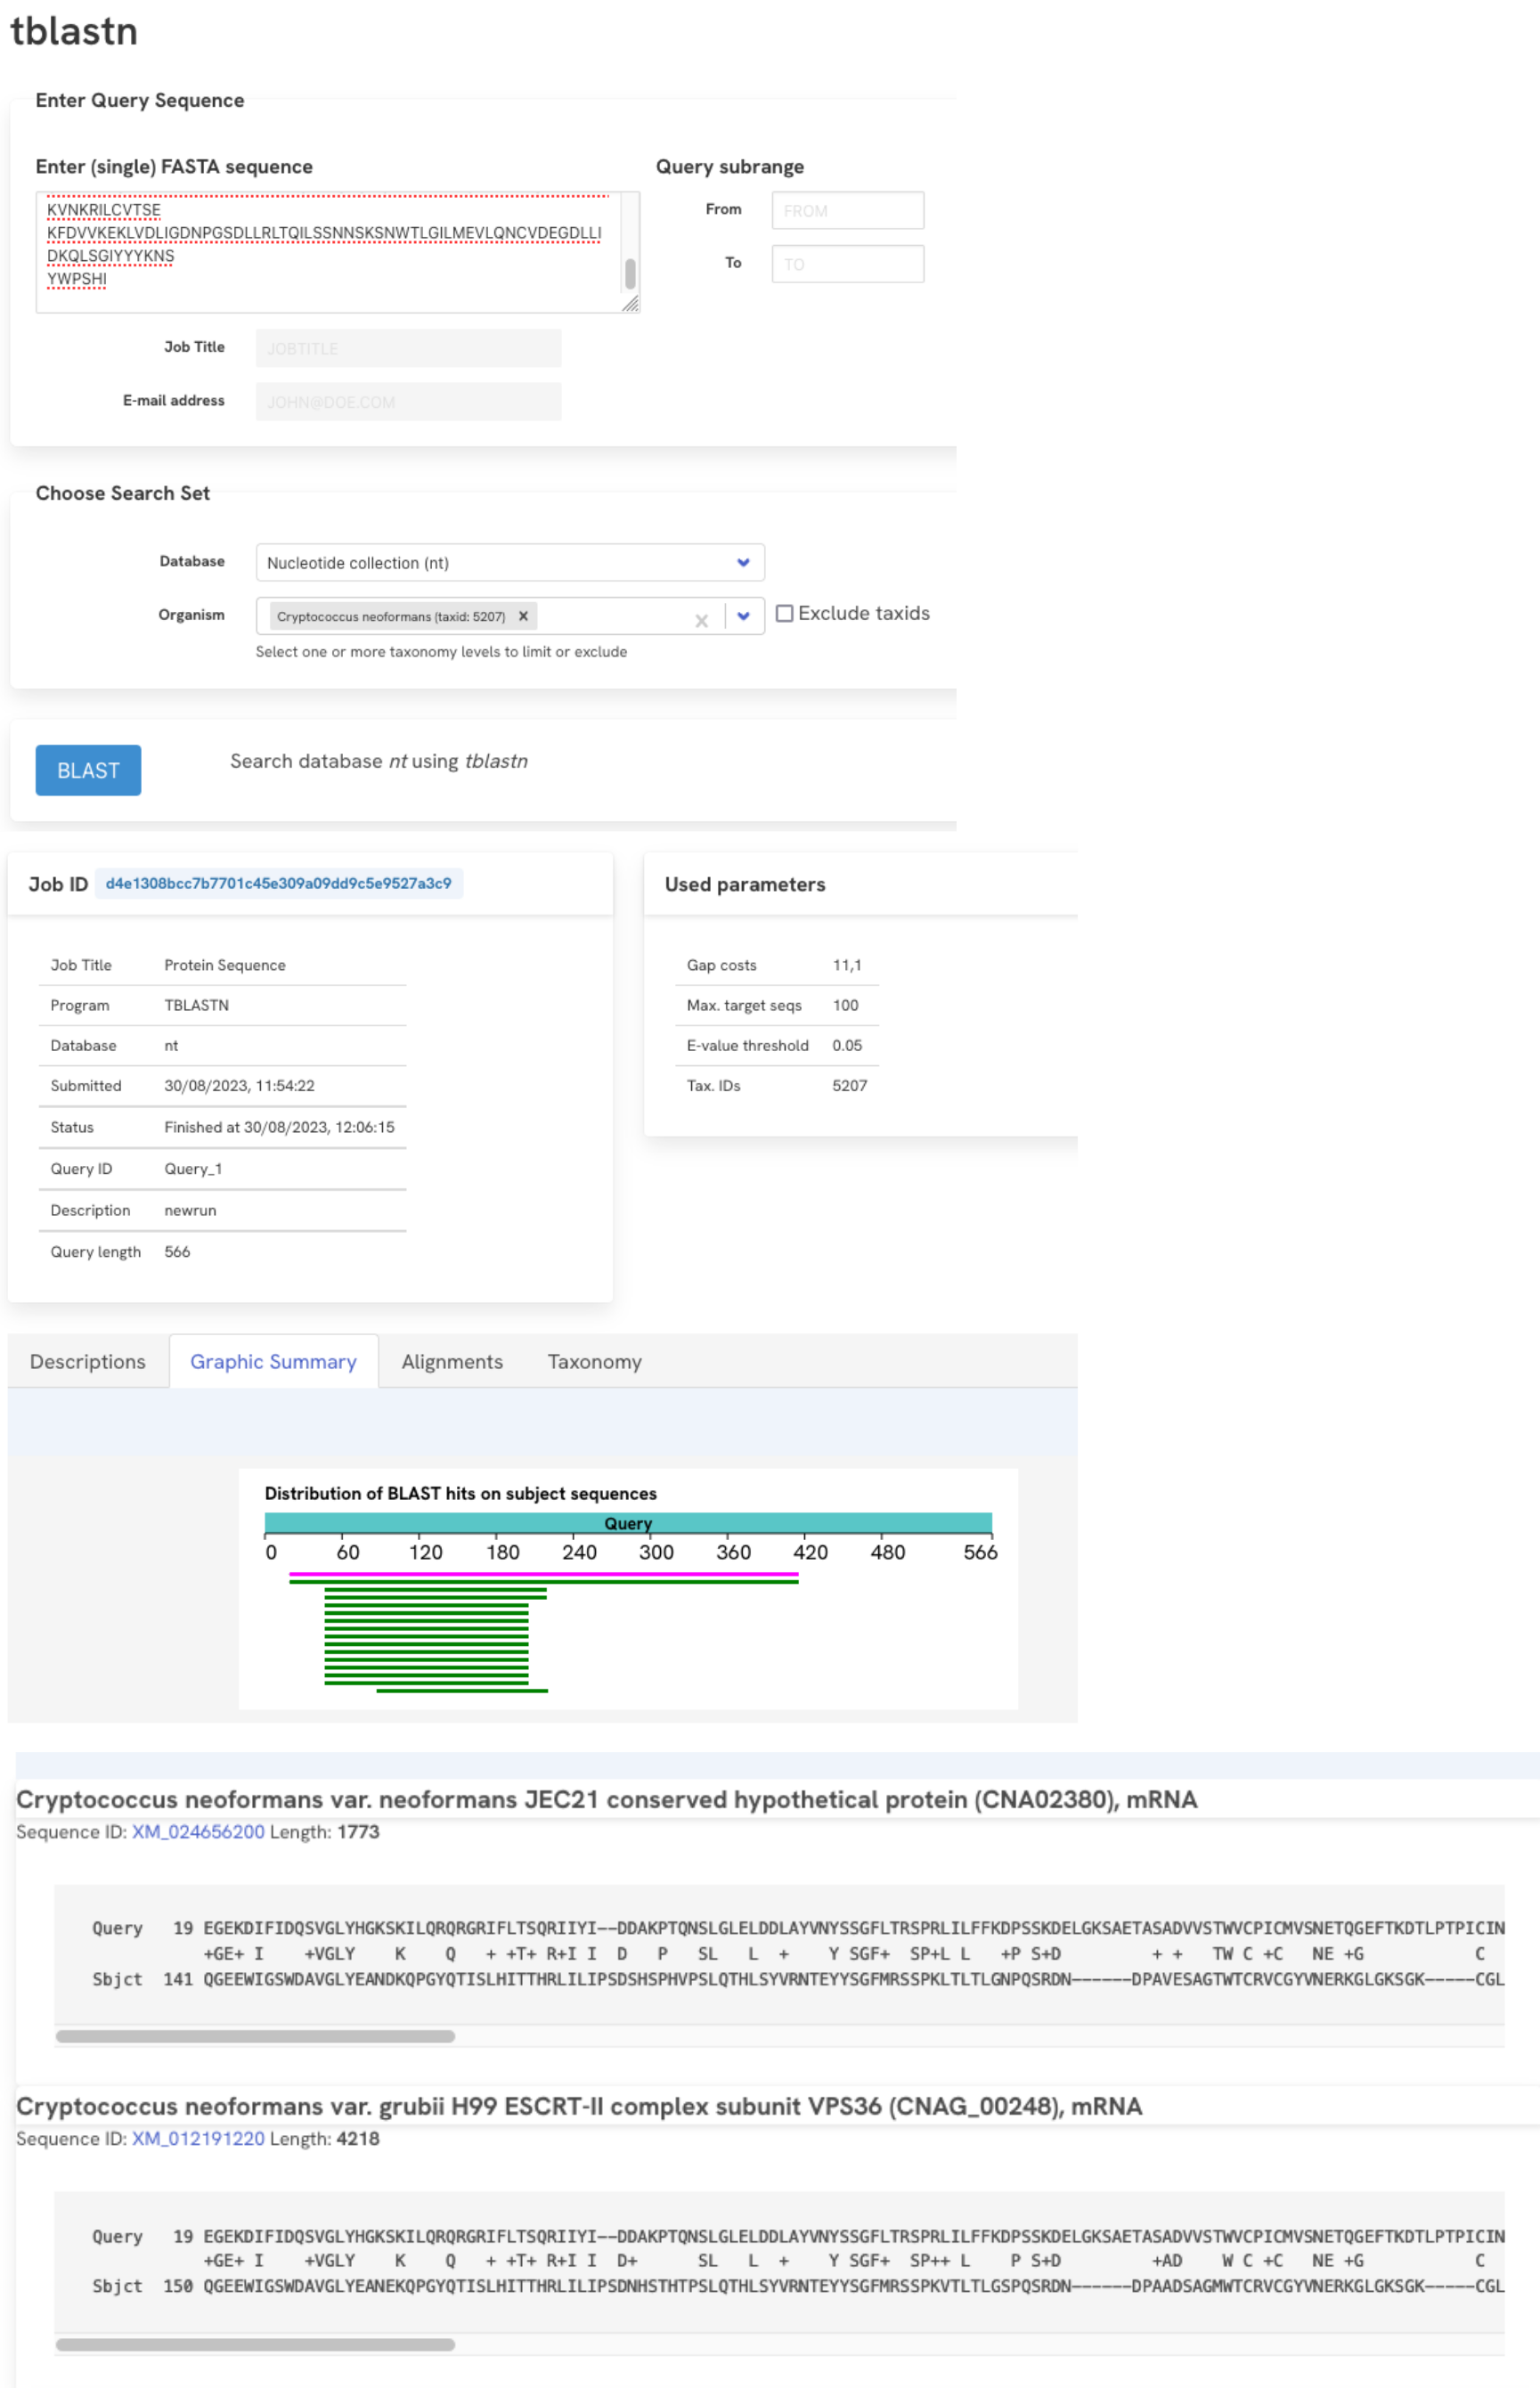 tblastn
Enter Query Sequence
Enter (single) FASTA sequence
Query subrange
KVNKRILCVTSE
KFDVVKEKLVDLIGDNPGSDLLRLTQILSSNNSKSNWTLGILMEVLQNCVDEGDLLI
DKQLSGIYYYKNS
YWPSHI
From FROM
To TO
Job Title JOBTITLE
E-mail address JOHN@DOE.COM
Choose Search Set
Database Nucleotide collection (nt)
Organism Cryptococcus neoformans (taxid: 5207) x x Exclude taxids
Select one or more taxonomy levels to limit or exclude
BLAST Search database nt using tblastn
Job ID d4e1308bcc7b7701c45e309a09dd9c5e9527a3c9
Job Title Protein Sequence
Program TBLASTN
Database nt
Submitted 30/08/2023, 11:54:22
Status Finished at 30/08/2023, 12:06:15
Query ID Query_1
Description newrun
Query length 566
Used parameters
Gap costs 11,1
Max. target seqs 100
E-value threshold 0.05
Tax. IDs 5207
Descriptions Graphic Summary Alignments Taxonomy
Distribution of BLAST hits on subject sequences
Query
0 60 120 180 240 300 360 420 480 566
Cryptococcus neoformans var. neoformans JEC21 conserved hypothetical protein (CNA02380), mRNA
Sequence ID: XM_024656200 Length: 1773
Query 19 EGEKDIFIDQSVGLYHGKSKILQRQRGRIFLTSQRIIYI--DDAKPTQNSLGLELDDLAYVNYSSGFLTRSPRLILFFKDPSSKDELGKSAETASADVVSTWVCPICMVSNETQGEFTKDTLPTPICIN
+GE+ I +VGLY K Q + +T+ R+I I D P SL L + Y SGF+ SP+L L +P S+D + + TW C +C NE +G C
Sbjct 141 QGEEWIGSWDAVGLYEANDKQPGYQTISLHITTHRLILIPSDSHSPHVPSLQTHLSYVRNTEYYSGFMRSSPKLTLTLGNPQSRDN------DPAVESAGTWTCRVCGYVNERKGLGKSGK-----CGL
Cryptococcus neoformans var. grubii H99 ESCRT-II complex subunit VPS36 (CNAG_00248), mRNA
Sequence ID: XM_012191220 Length: 4218
Query 19 EGEKDIFIDQSVGLYHGKSKILQRQRGRIFLTSQRIIYI--DDAKPTQNSLGLELDDLAYVNYSSGFLTRSPRLILFFKDPSSKDELGKSAETASADVVSTWVCPICMVSNETQGEFTKDTLPTPICIN
+GE+ I +VGLY K Q + +T+ R+I I D+ SL L + Y SGF+ SP++ L P S+D +AD W C +C NE +G C
Sbjct 150 QGEEWIGSWDAVGLYEANEKQPGYQTISLHITTHRLILIPSDNHSTHTPSLQTHLSYVRNTEYYSGFMRSSPKVTLTLGSPQSRDN------DPAADSAGMWTCRVCGYVNERKGLGKSGK-----CGL